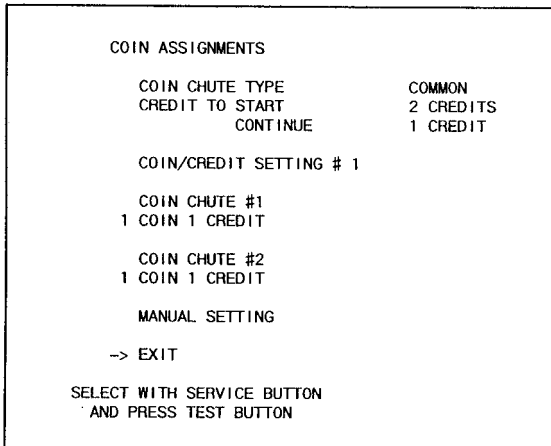 COIN ASSIGNMENTS
COIN CHUTE TYPE COMMON
CREDIT TO START 2 CREDITS
CONTINUE 1 CREDIT
COIN/CREDIT SETTING # 1
COIN CHUTE #1
1 COIN 1 CREDIT
COIN CHUTE #2
1 COIN 1 CREDIT
MANUAL SETTING
-> EXIT
SELECT WITH SERVICE BUTTON
AND PRESS TEST BUTTON